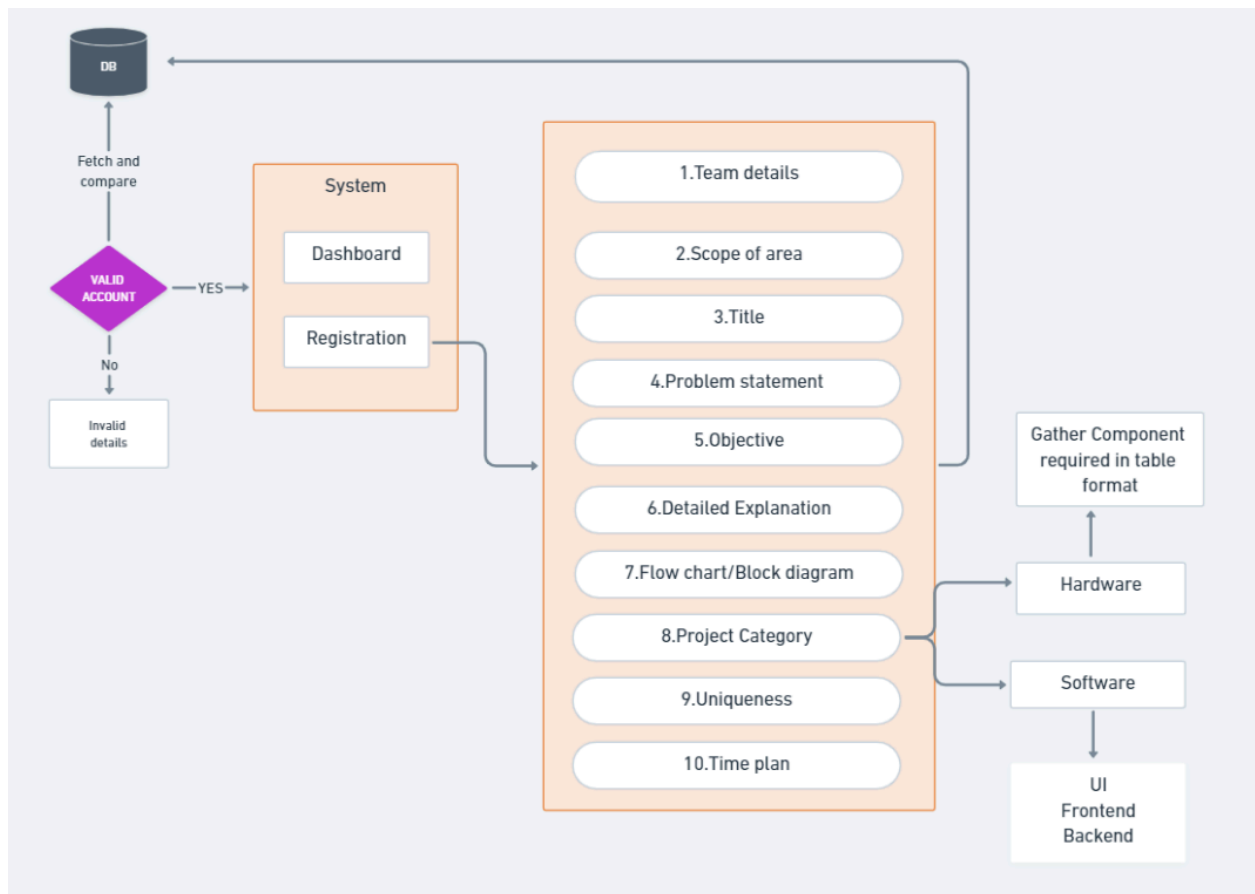 DB
Fetch and
compare
VALID
ACCOUNT
YES
No
Invalid
details
System
Dashboard
Registration
1.Team details
2.Scope of area
3.Title
4.Problem statement
5.Objective
6.Detailed Explanation
7.Flow chart/Block diagram
8.Project Category
9.Uniqueness
10.Time plan
Gather Component
required in table
format
Hardware
Software
UI
Frontend
Backend